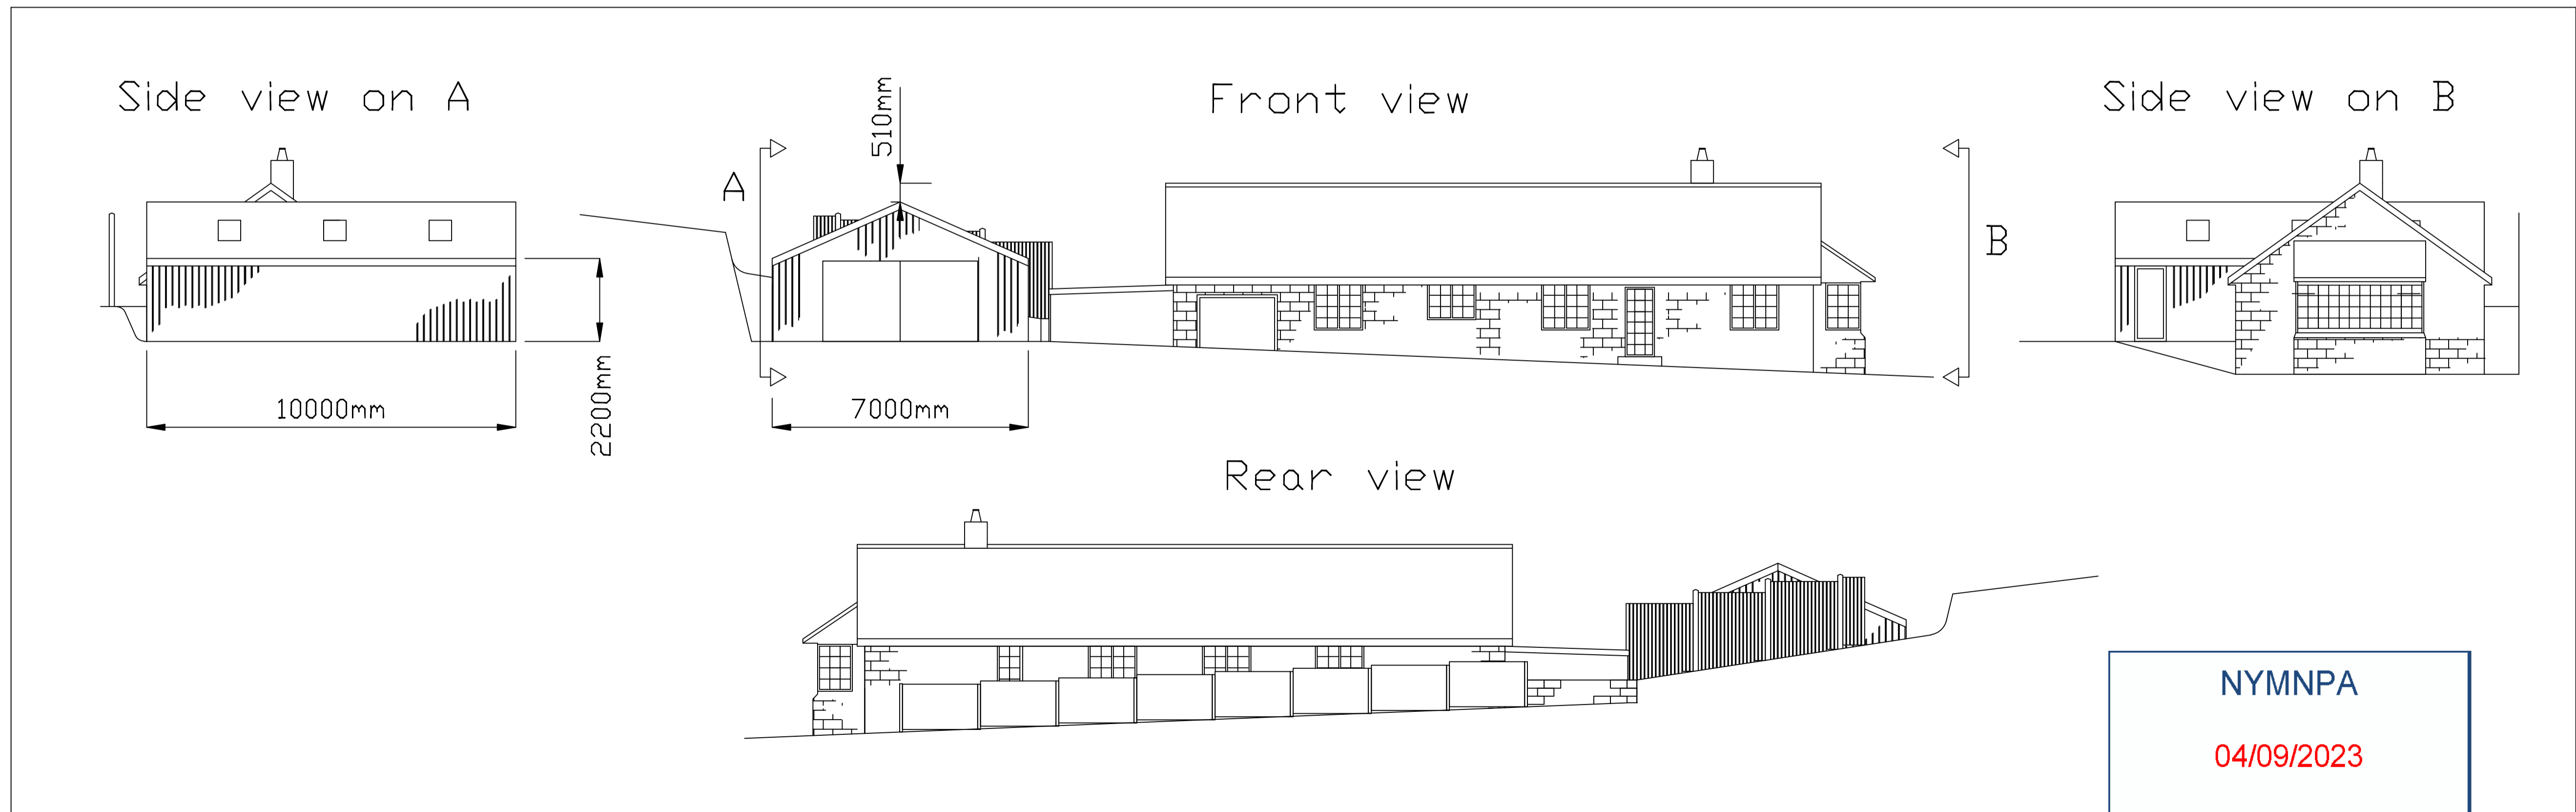 Side view on A
510mm
Front view
Side view on B
A
B
10000mm
2200mm
7000mm
Rear view
NYMNPA
04/09/2023